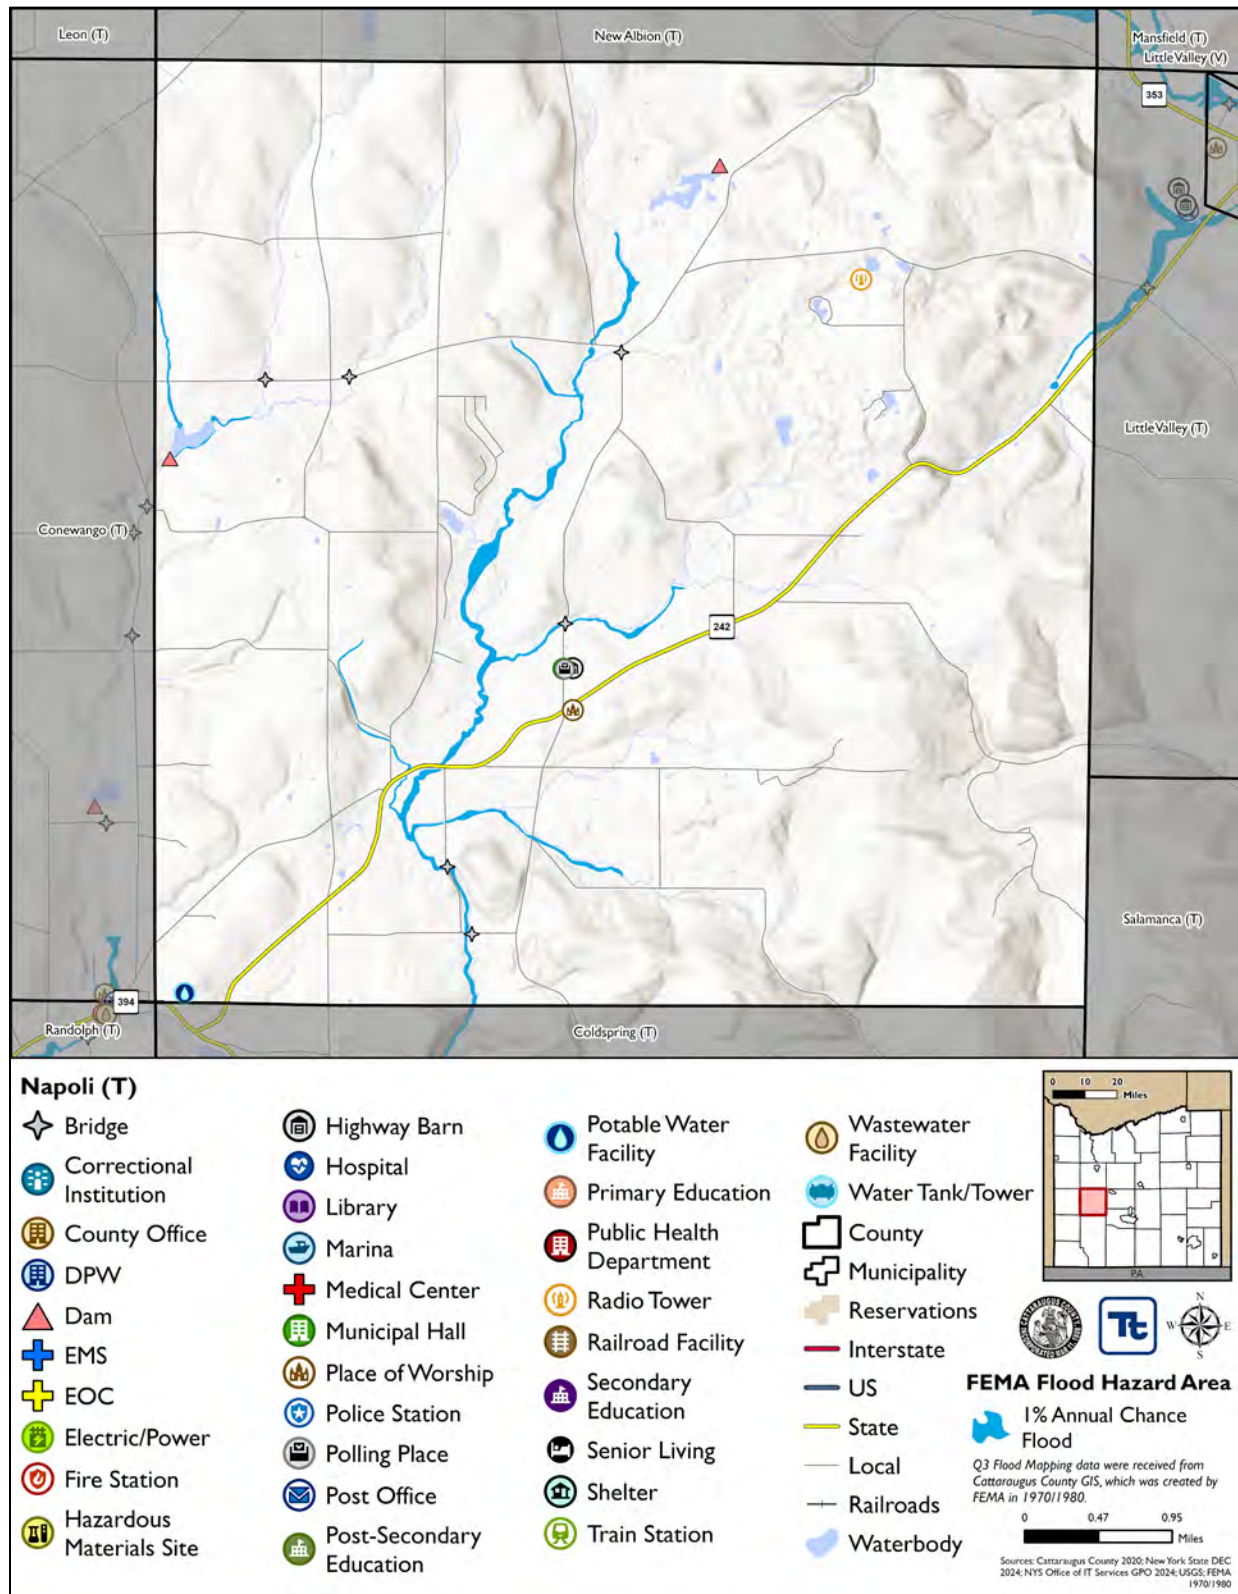 Leon (T)
New Albion (T)
Mansfield (T)
Little Valley (V)
353
Little Valley (T)
Conewango (T)
242
Salamanca (T)
394
Randolph (T)
Coldspring (T)
Napoli (T)
Bridge
Correctional
Institution
County Office
DPW
Dam
EMS
EOC
Electric/Power
Fire Station
Hazardous
Materials Site
Highway Barn
Hospital
Library
Marina
Medical Center
Municipal Hall
Place of Worship
Police Station
Polling Place
Post Office
Post-Secondary
Education
Potable Water
Facility
Primary Education
Public Health
Department
Radio Tower
Railroad Facility
Secondary
Education
Senior Living
Shelter
Train Station
Wastewater
Facility
Water Tank/Tower
County
Municipality
Reservations
Interstate
US
State
Local
Railroads
Waterbody
0 10 20
Miles
PA
Tt
N
W E
S
FEMA Flood Hazard Area
1% Annual Chance
Flood
Q3 Flood Mapping data were received from
Cattaraugus County GIS, which was created by
FEMA in 1970/1980.
0 0.47 0.95
Miles
Sources: Cattaraugus County 2020; New York State DEC
2024; NYS Office of IT Services GPO 2024; USGS; FEMA
1970/1980